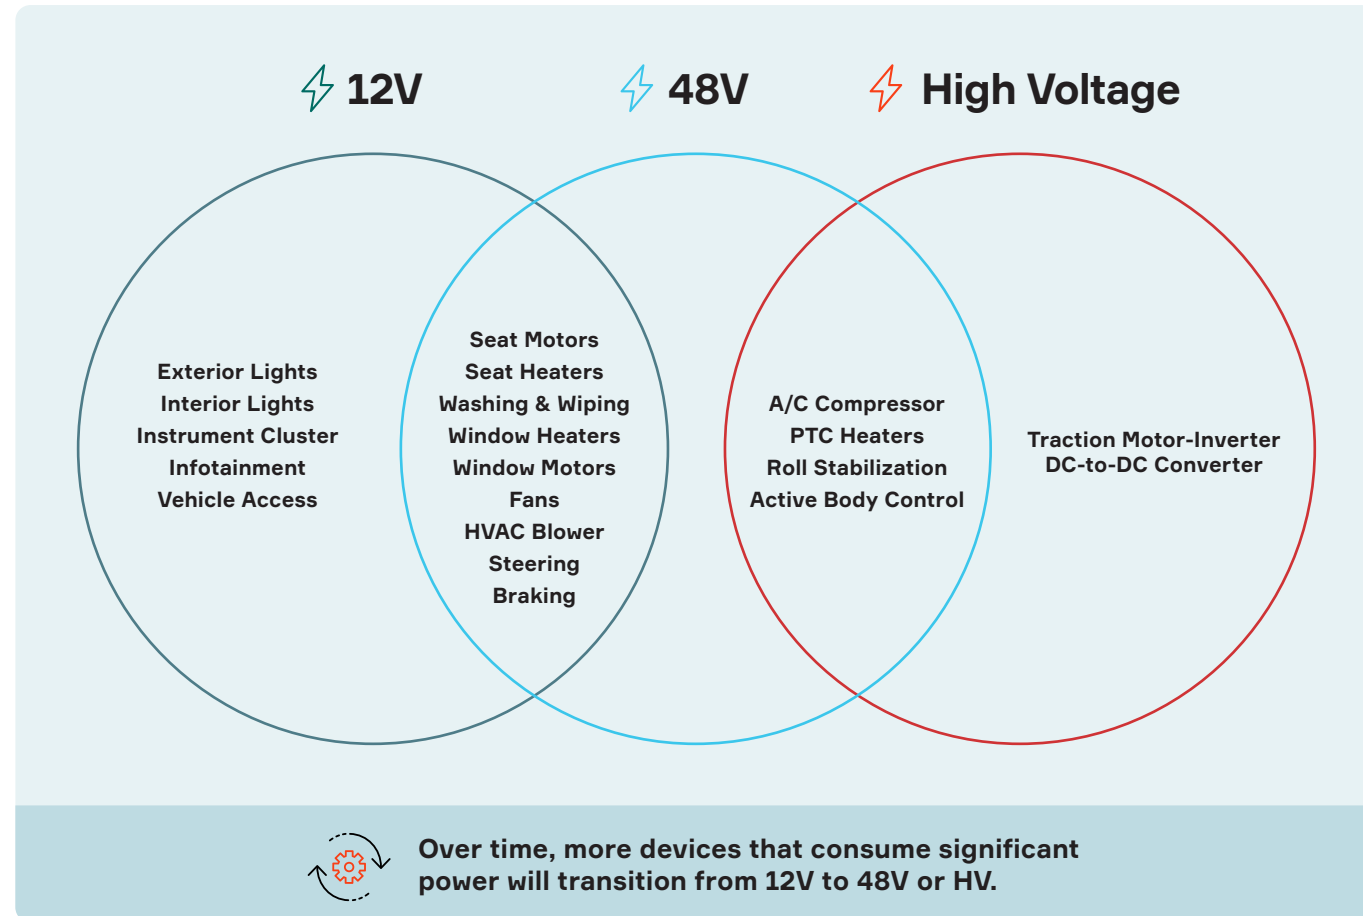 12V
48V
High Voltage
Exterior Lights
Interior Lights
Instrument Cluster
Infotainment
Vehicle Access
Seat Motors
Seat Heaters
Washing & Wiping
Window Heaters
Window Motors
Fans
HVAC Blower
Steering
Braking
A/C Compressor
PTC Heaters
Roll Stabilization
Active Body Control
Traction Motor-Inverter
DC-to-DC Converter
Over time, more devices that consume significant
power will transition from 12V to 48V or HV.